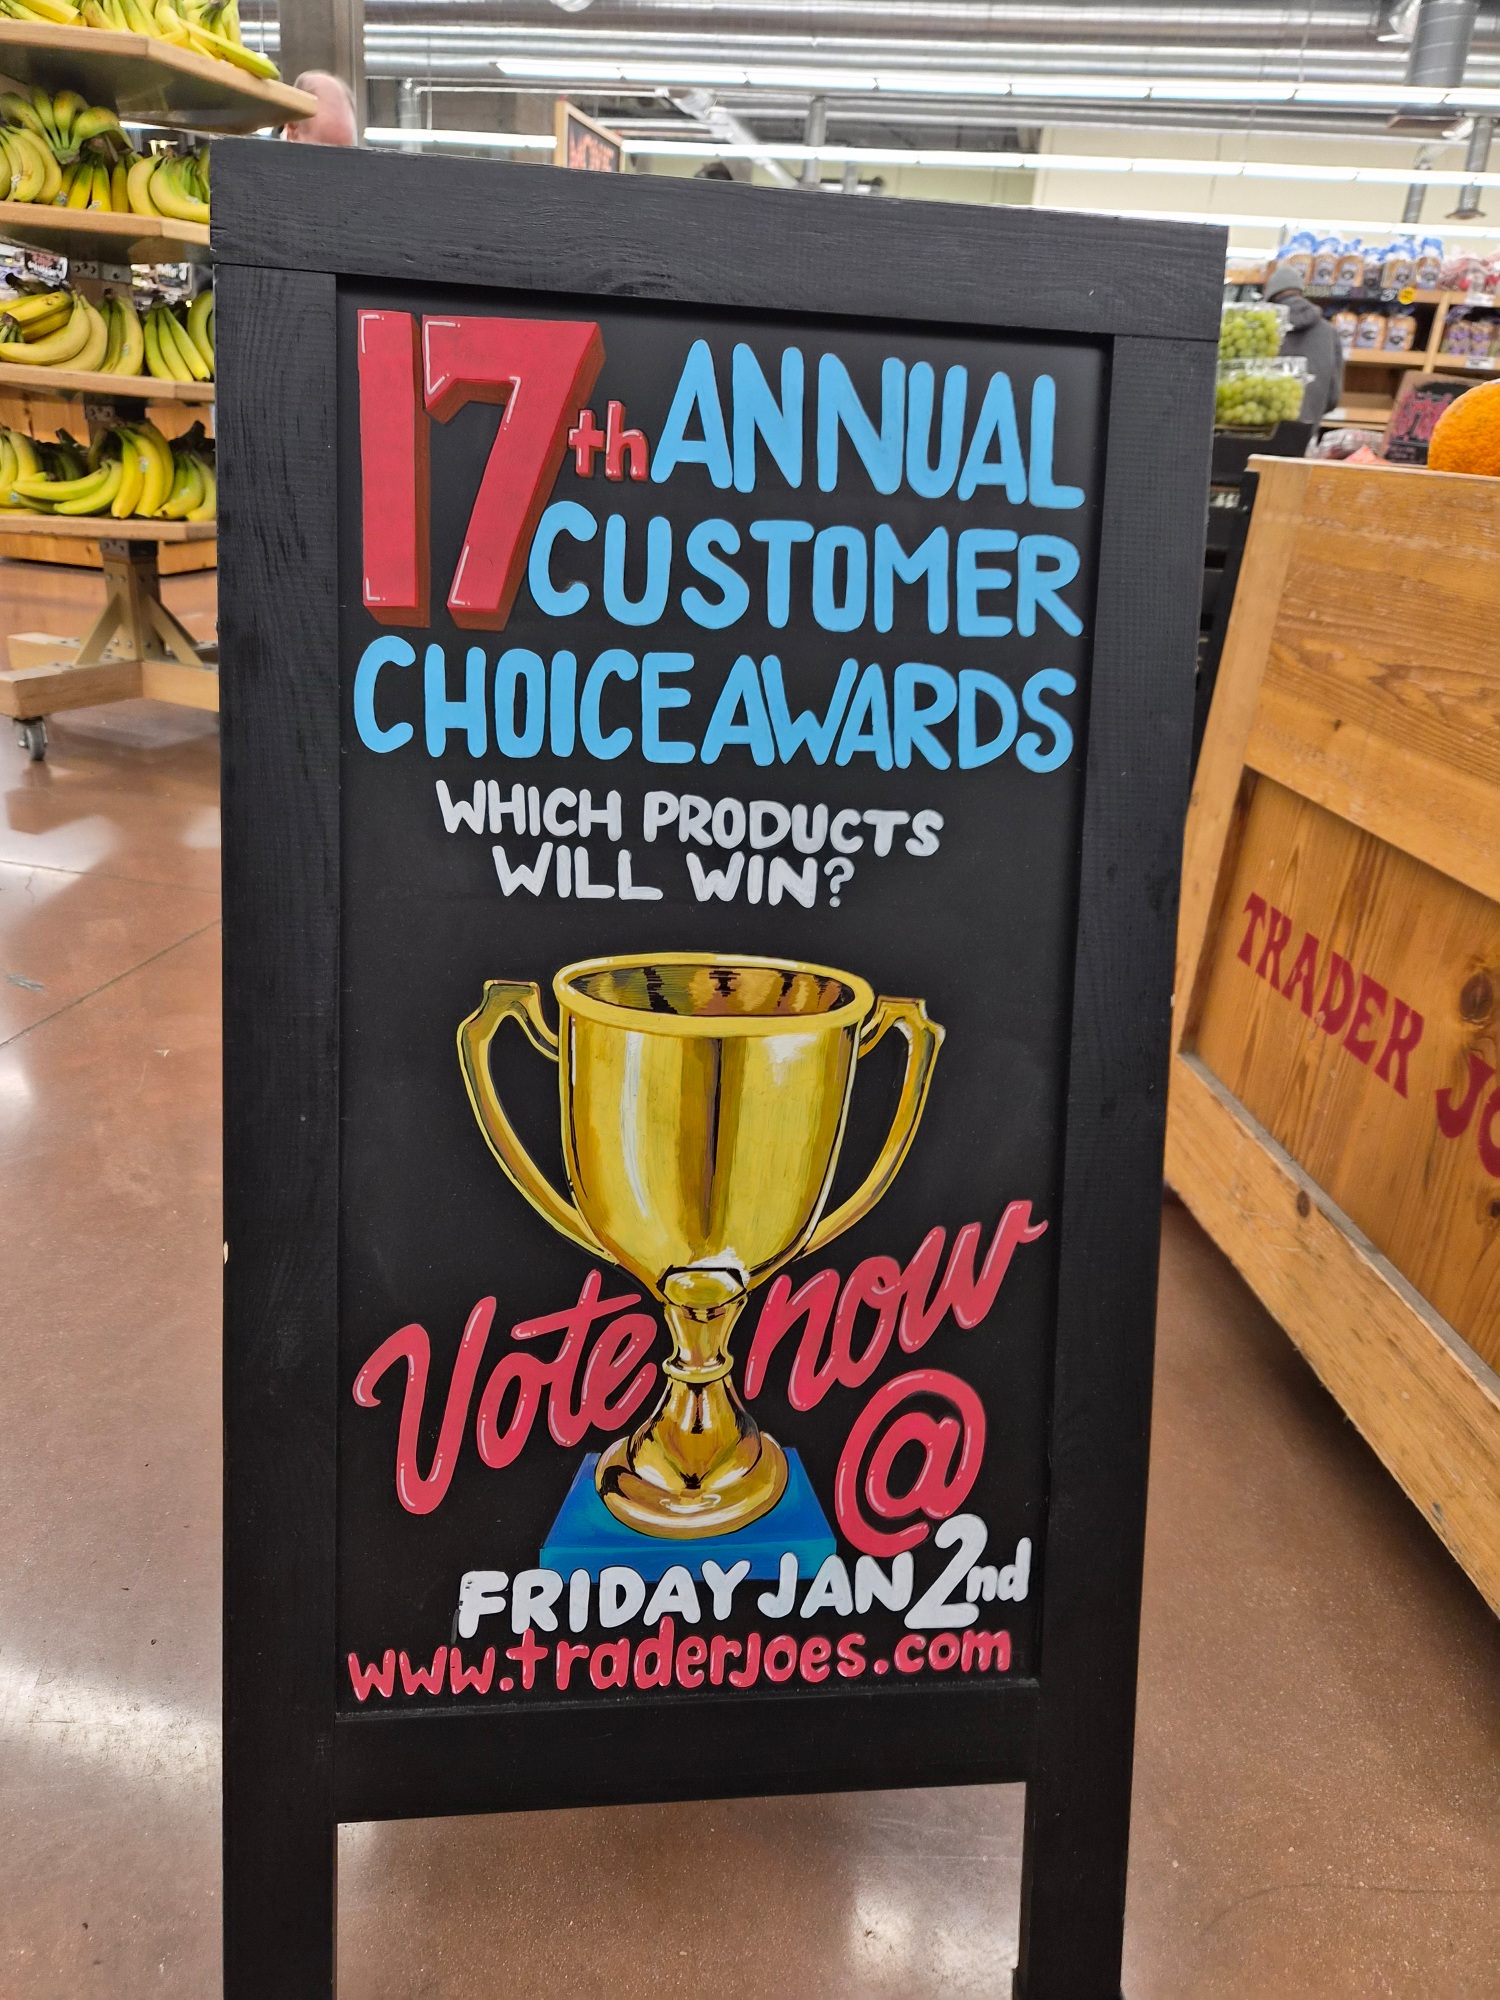 17th ANNUAL
CUSTOMER
CHOICE AWARDS
WHICH PRODUCTS
WILL WIN?
Vote now
@
FRIDAY JAN 2nd
www.traderjoes.com
TRADER